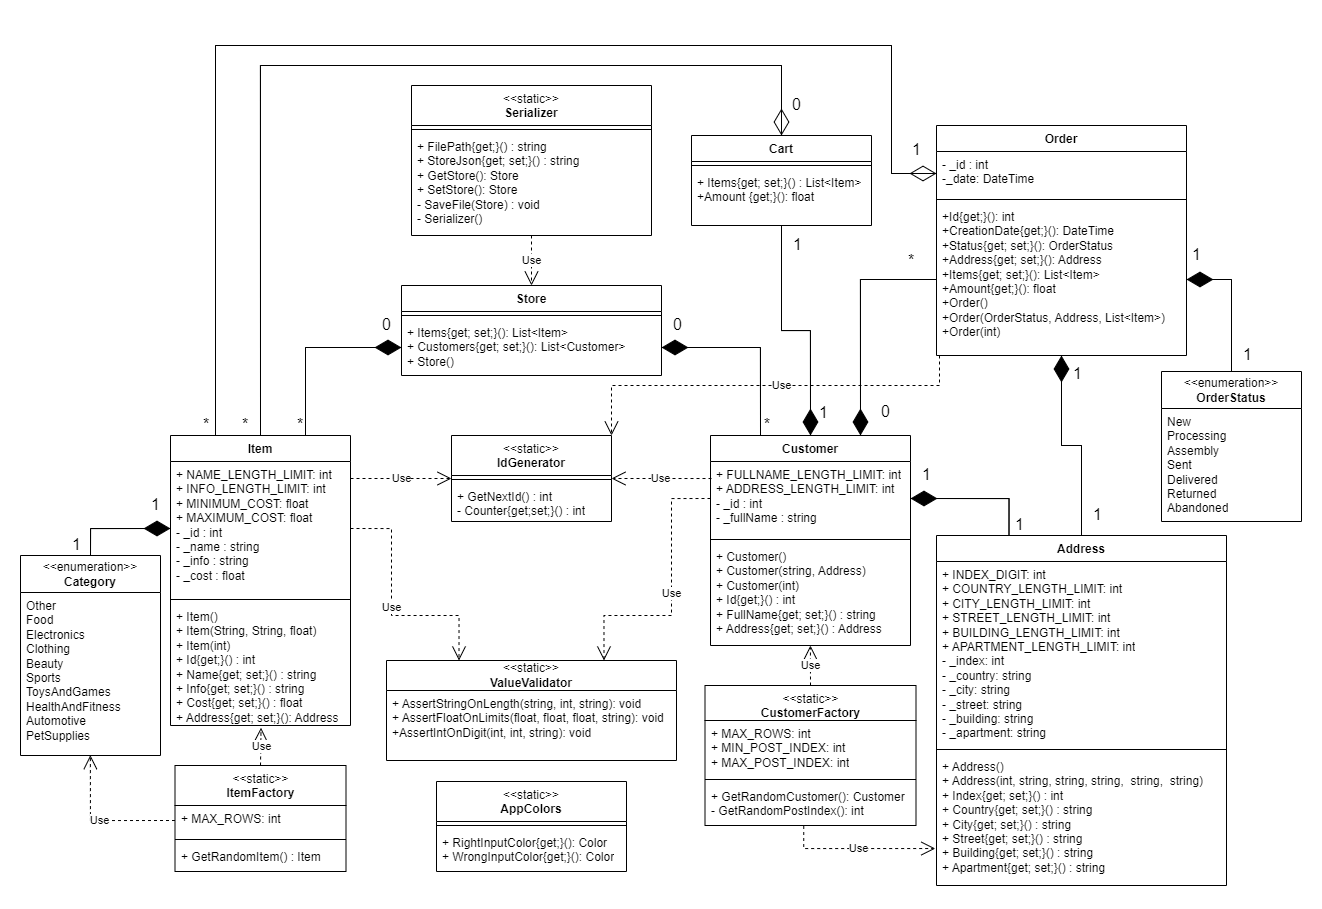 <<static>>
Serializer
+ FilePath{get;}() : string
+ StoreJson{get; set;}() : string
+ GetStore(): Store
+ SetStore(): Store
- SaveFile(Store) : void
- Serializer()
Use
0
Cart
+ Items{get; set;}() : List<Item>
+Amount {get;}(): float
1
1
Order
- _id : int
-_date: DateTime
+Id{get;}(): int
+CreationDate{get;}(): DateTime
+Status{get; set;}(): OrderStatus
+Address{get; set;}(): Address
+Items{get; set;}(): List<Item>
+Amount{get;}(): float
+Order()
+Order(OrderStatus, Address, List<Item>)
+Order(int)
*
1
1
1
Use
Store
+ Items{get; set;}(): List<Item>
+ Customers{get; set;}(): List<Customer>
+ Store()
0
0
<<enumeration>>
OrderStatus
New
Processing
Assembly
Sent
Delivered
Returned
Abandoned
*
*
*
*
1
0
Item
+ NAME_LENGTH_LIMIT: int
+ INFO_LENGTH_LIMIT: int
+ MINIMUM_COST: float
+ MAXIMUM_COST: float
- _id : int
- _name : string
- _info : string
- _cost : float
+ Item()
+ Item(String, String, float)
+ Item(int)
+ Id{get;}() : int
+ Name{get; set;}() : string
+ Info{get; set;}() : string
+ Cost{get; set;}() : float
+ Address{get; set;}(): Address
Use
<<static>>
IdGenerator
+ GetNextId() : int
- Counter{get;set;}() : int
Use
Customer
+ FULLNAME_LENGTH_LIMIT: int
+ ADDRESS_LENGTH_LIMIT: int
- _id : int
- _fullName : string
+ Customer()
+ Customer(string, Address)
+ Customer(int)
+ Id{get;}() : int
+ FullName{get; set;}() : string
+ Address{get; set;}() : Address
1
1
1
1
1
<<enumeration>>
Category
Other
Food
Electronics
Clothing
Beauty
Sports
ToysAndGames
HealthAndFitness
Automotive
PetSupplies
Address
+ INDEX_DIGIT: int
+ COUNTRY_LENGTH_LIMIT: int
+ CITY_LENGTH_LIMIT: int
+ STREET_LENGTH_LIMIT: int
+ BUILDING_LENGTH_LIMIT: int
+ APARTMENT_LENGTH_LIMIT: int
- _index: int
- _country: string
- _city: string
- _street: string
- _building: string
- _apartment: string
+ Address()
+ Address(int, string, string, string, string, string)
+ Index{get; set;}() : int
+ Country{get; set;}() : string
+ City{get; set;}() : string
+ Street{get; set;}() : string
+ Building{get; set;}() : string
+ Apartment{get; set;}() : string
Use
Use
<<static>>
ValueValidator
+ AssertStringOnLength(string, int, string): void
+ AssertFloatOnLimits(float, float, float, string): void
+AssertIntOnDigit(int, int, string): void
Use
<<static>>
CustomerFactory
+ MAX_ROWS: int
+ MIN_POST_INDEX: int
+ MAX_POST_INDEX: int
+ GetRandomCustomer(): Customer
- GetRandomPostIndex(): int
Use
Use
<<static>>
ItemFactory
+ MAX_ROWS: int
+ GetRandomItem() : Item
Use
<<static>>
AppColors
+ RightInputColor{get;}(): Color
+ WrongInputColor{get;}(): Color